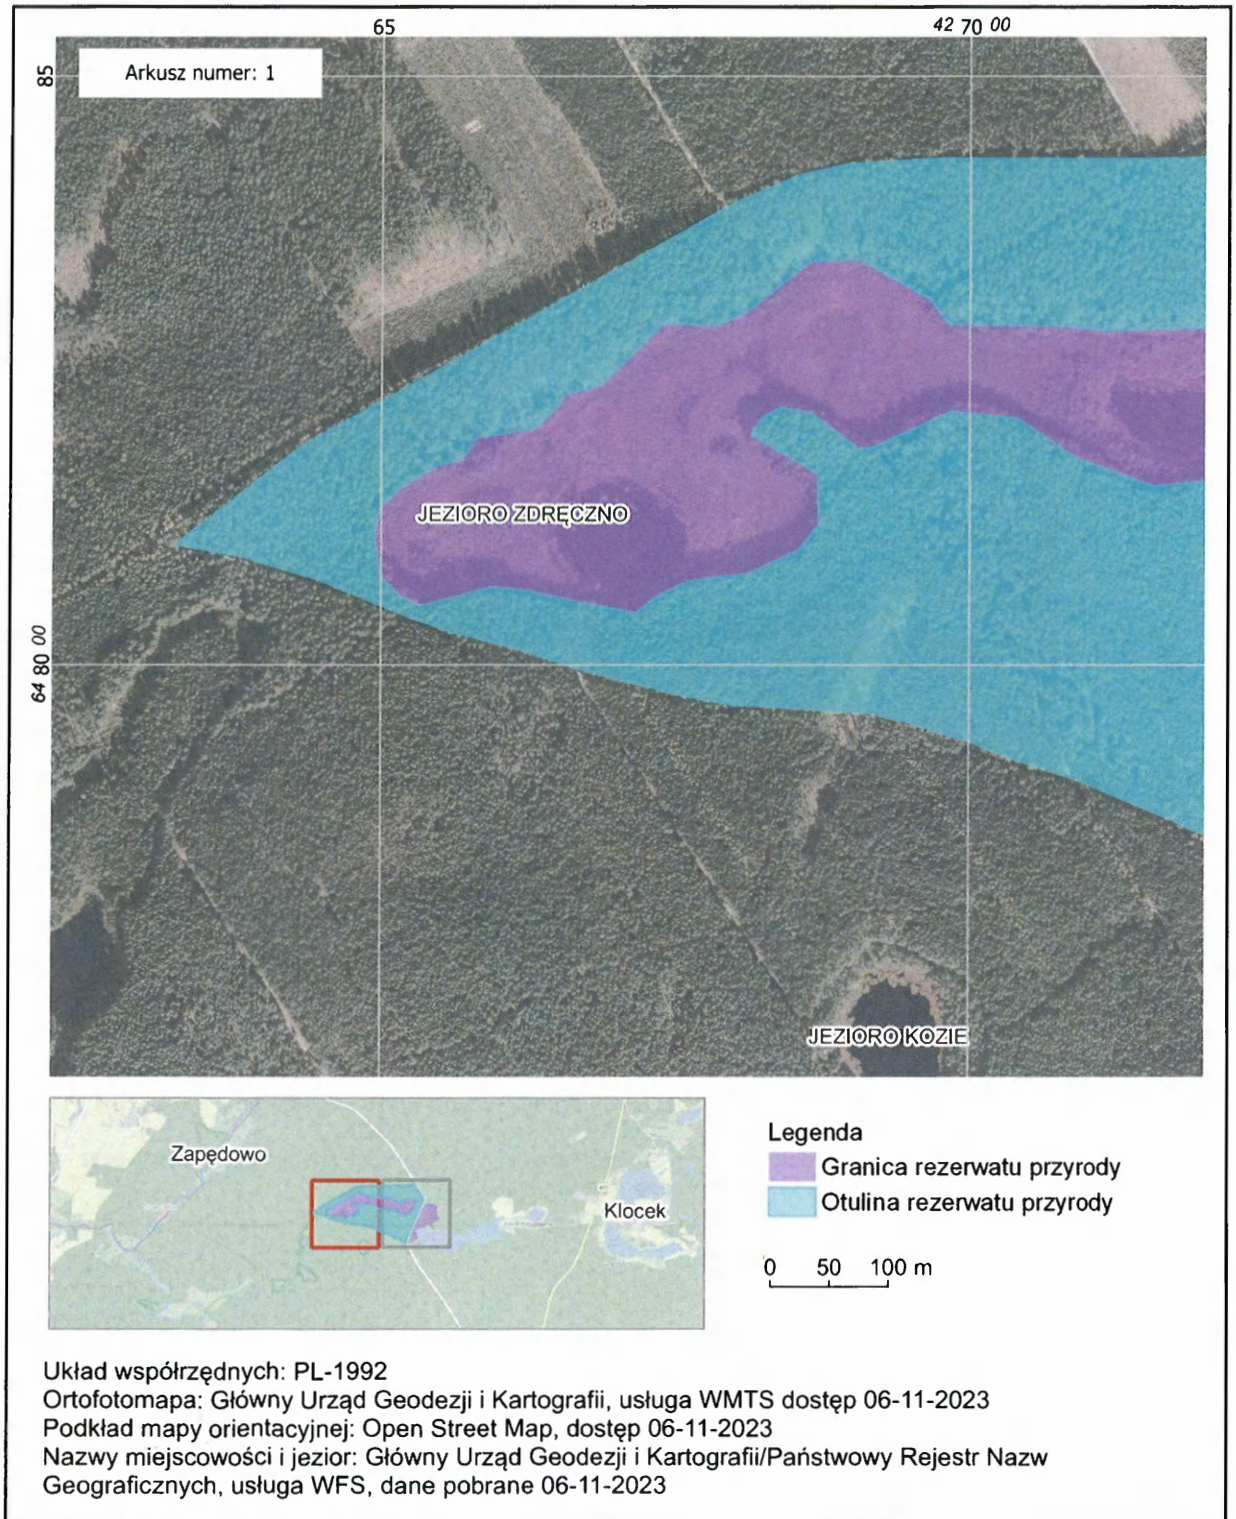 65
42 70 00
85
Arkusz numer: 1
JEZIORO ZDRĘCZNO
64 80 00
JEZIORO KOZIE
Zapędowo
Klocek
Legenda
Granica rezerwatu przyrody
Otulina rezerwatu przyrody
0 50 100 m
Układ współrzędnych: PL-1992
Ortofotomapa: Główny Urząd Geodezji i Kartografii, usługa WMTS dostęp 06-11-2023
Podkład mapy orientacyjnej: Open Street Map, dostęp 06-11-2023
Nazwy miejscowości i jezior: Główny Urząd Geodezji i Kartografii/Państwowy Rejestr Nazw
Geograficznych, usługa WFS, dane pobrane 06-11-2023